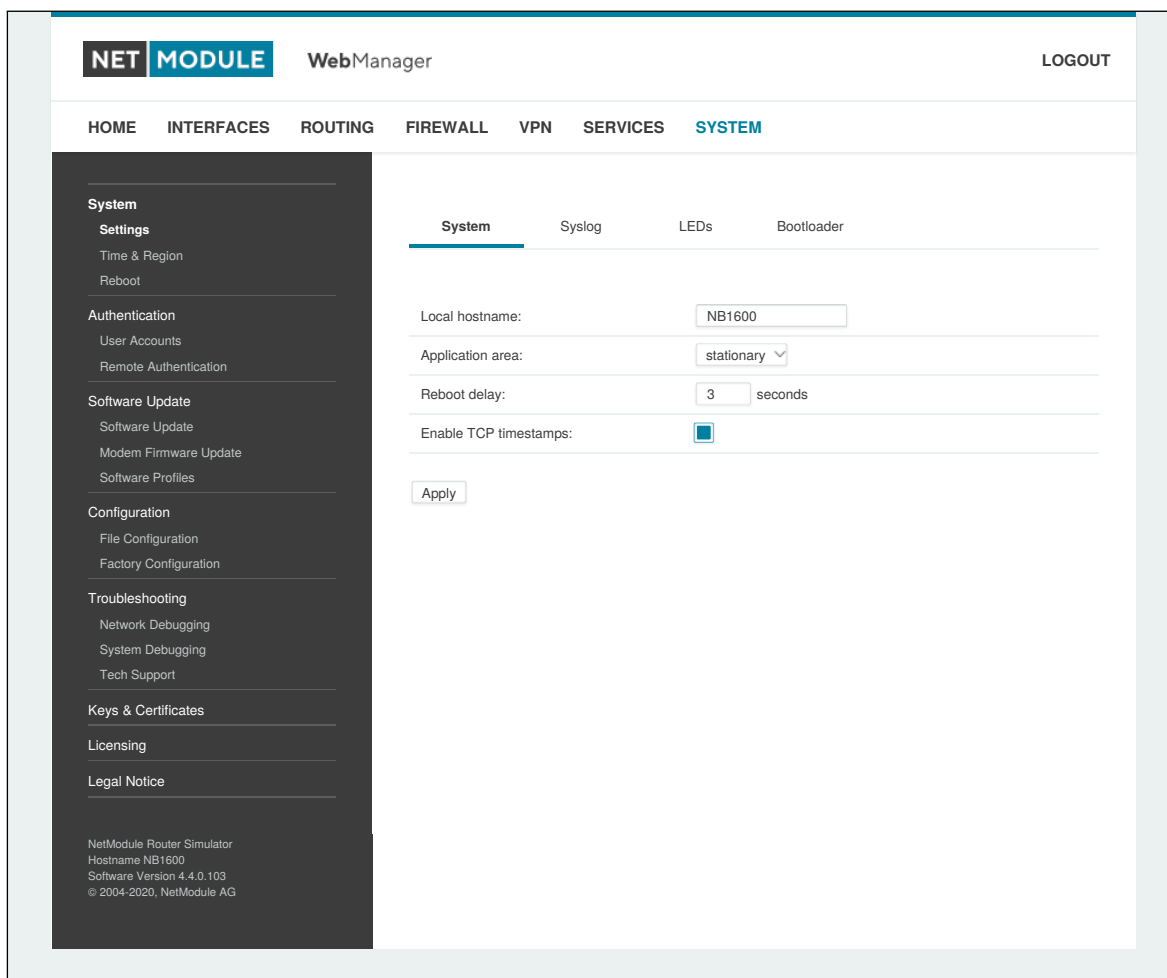 NET MODULE WebManager LOGOUT
HOME INTERFACES ROUTING FIREWALL VPN SERVICES SYSTEM
System
Settings
Time & Region
Reboot
Authentication
User Accounts
Remote Authentication
Software Update
Software Update
Modem Firmware Update
Software Profiles
Configuration
File Configuration
Factory Configuration
Troubleshooting
Network Debugging
System Debugging
Tech Support
Keys & Certificates
Licensing
Legal Notice
NetModule Router Simulator
Hostname NB1600
Software Version 4.4.0.103
© 2004-2020, NetModule AG
System Syslog LEDs Bootloader
Local hostname: NB1600
Application area: stationary
Reboot delay: 3 seconds
Enable TCP timestamps:
Apply